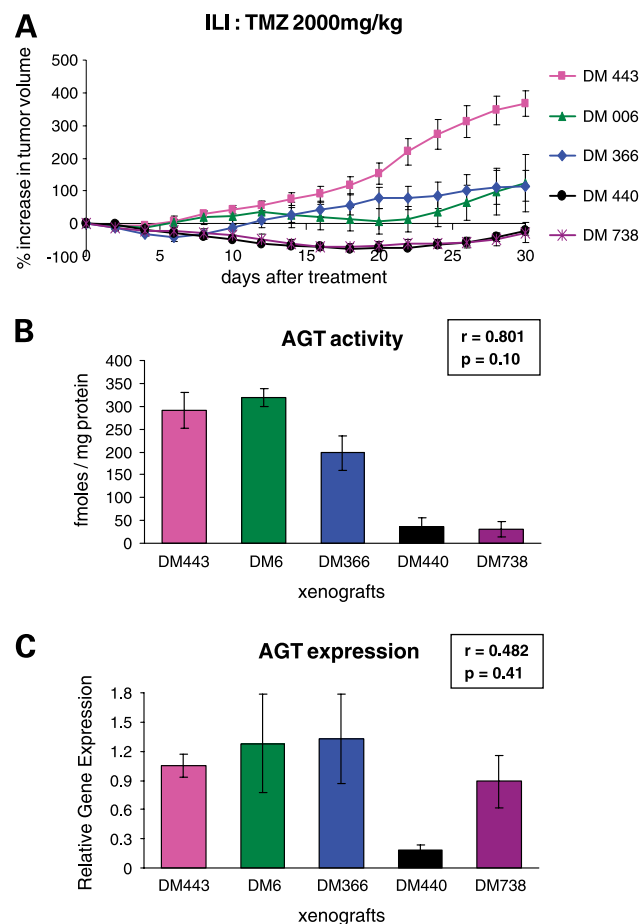 A
ILI : TMZ 2000mg/kg
% increase in tumor volume
500
400
300
200
100
0
-100
0 5 10 15 20 25 30
days after treatment
DM 443
DM 006
DM 366
DM 440
DM 738
B
AGT activity
r = 0.801
p = 0.10
fmoles / mg protein
400
350
300
250
200
150
100
50
0
DM443 DM6 DM366 DM440 DM738
xenografts
C
AGT expression
r = 0.482
p = 0.41
Relative Gene Expression
1.8
1.5
1.2
0.9
0.6
0.3
0
DM443 DM6 DM366 DM440 DM738
xenografts